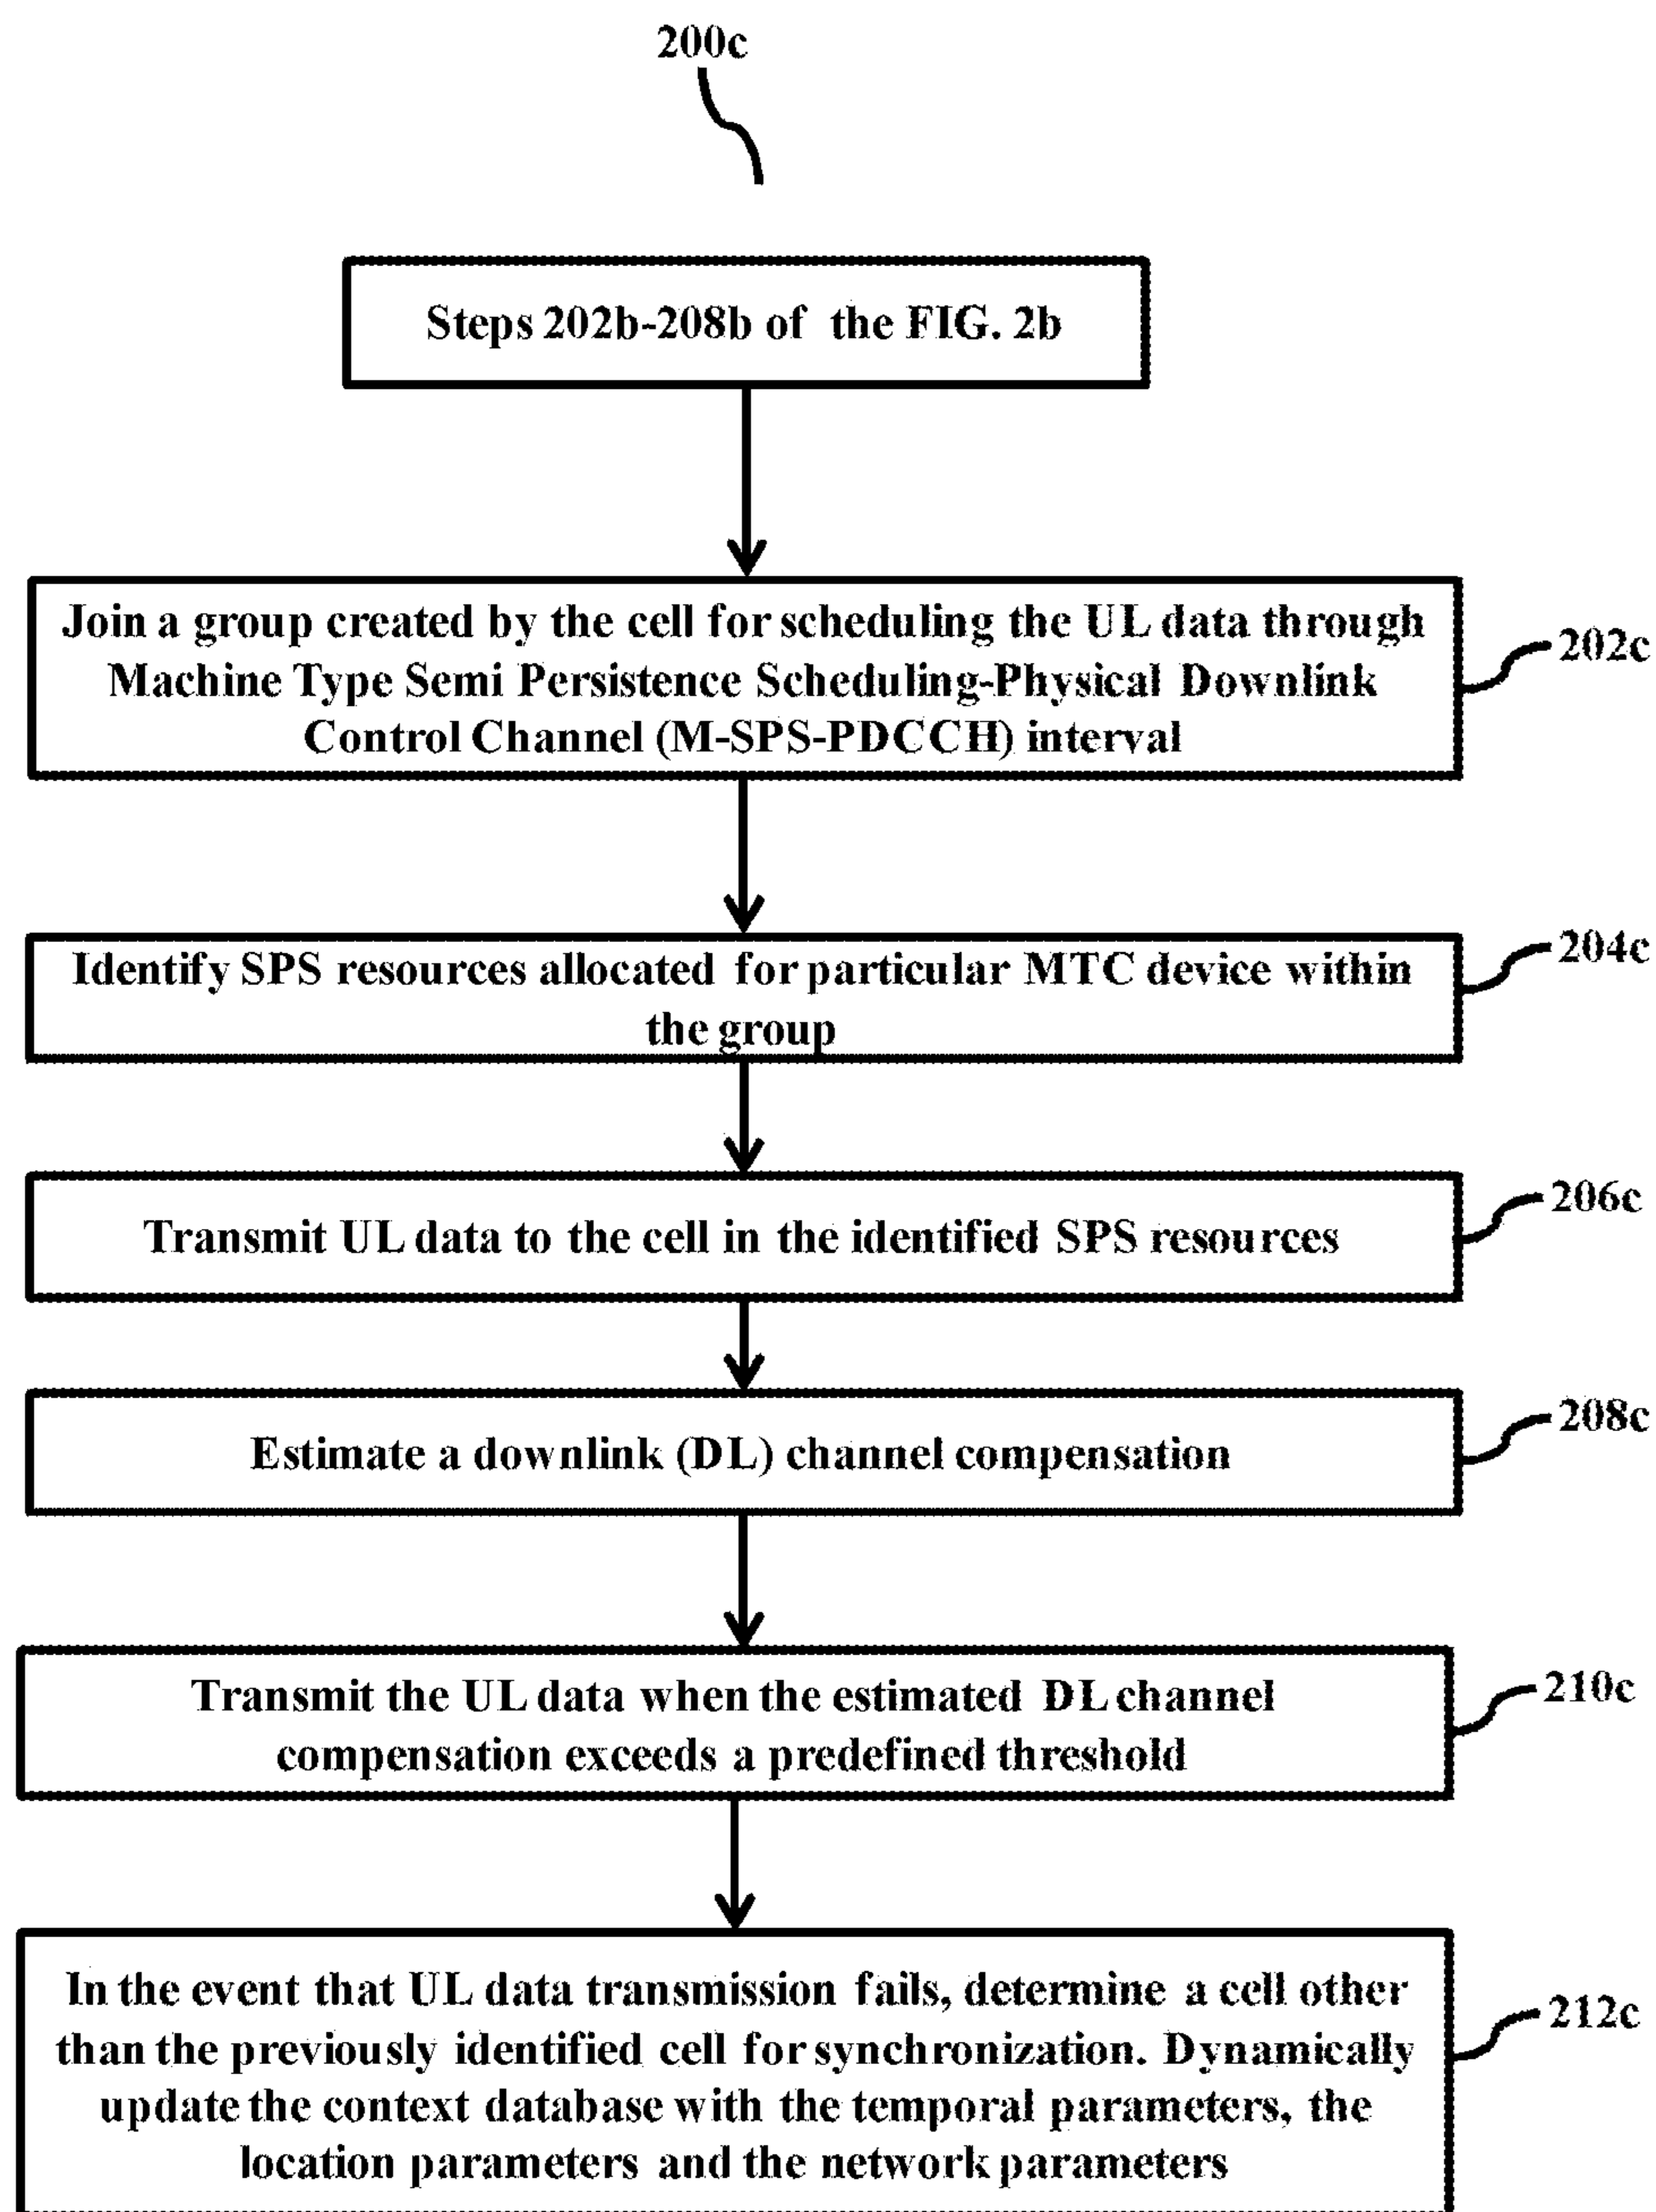 200c
Steps 202b-208b of the FIG. 2b
Join a group created by the cell for scheduling the UL data through
Machine Type Semi Persistence Scheduling-Physical Downlink
Control Channel (M-SPS-PDCCH) interval
202c
Identify SPS resources allocated for particular MTC device within
the group
204c
Transmit UL data to the cell in the identified SPS resources
206c
Estimate a downlink (DL) channel compensation
208c
Transmit the UL data when the estimated DL channel
compensation exceeds a predefined threshold
210c
In the event that UL data transmission fails, determine a cell other
than the previously identified cell for synchronization. Dynamically
update the context database with the temporal parameters, the
location parameters and the network parameters
212c